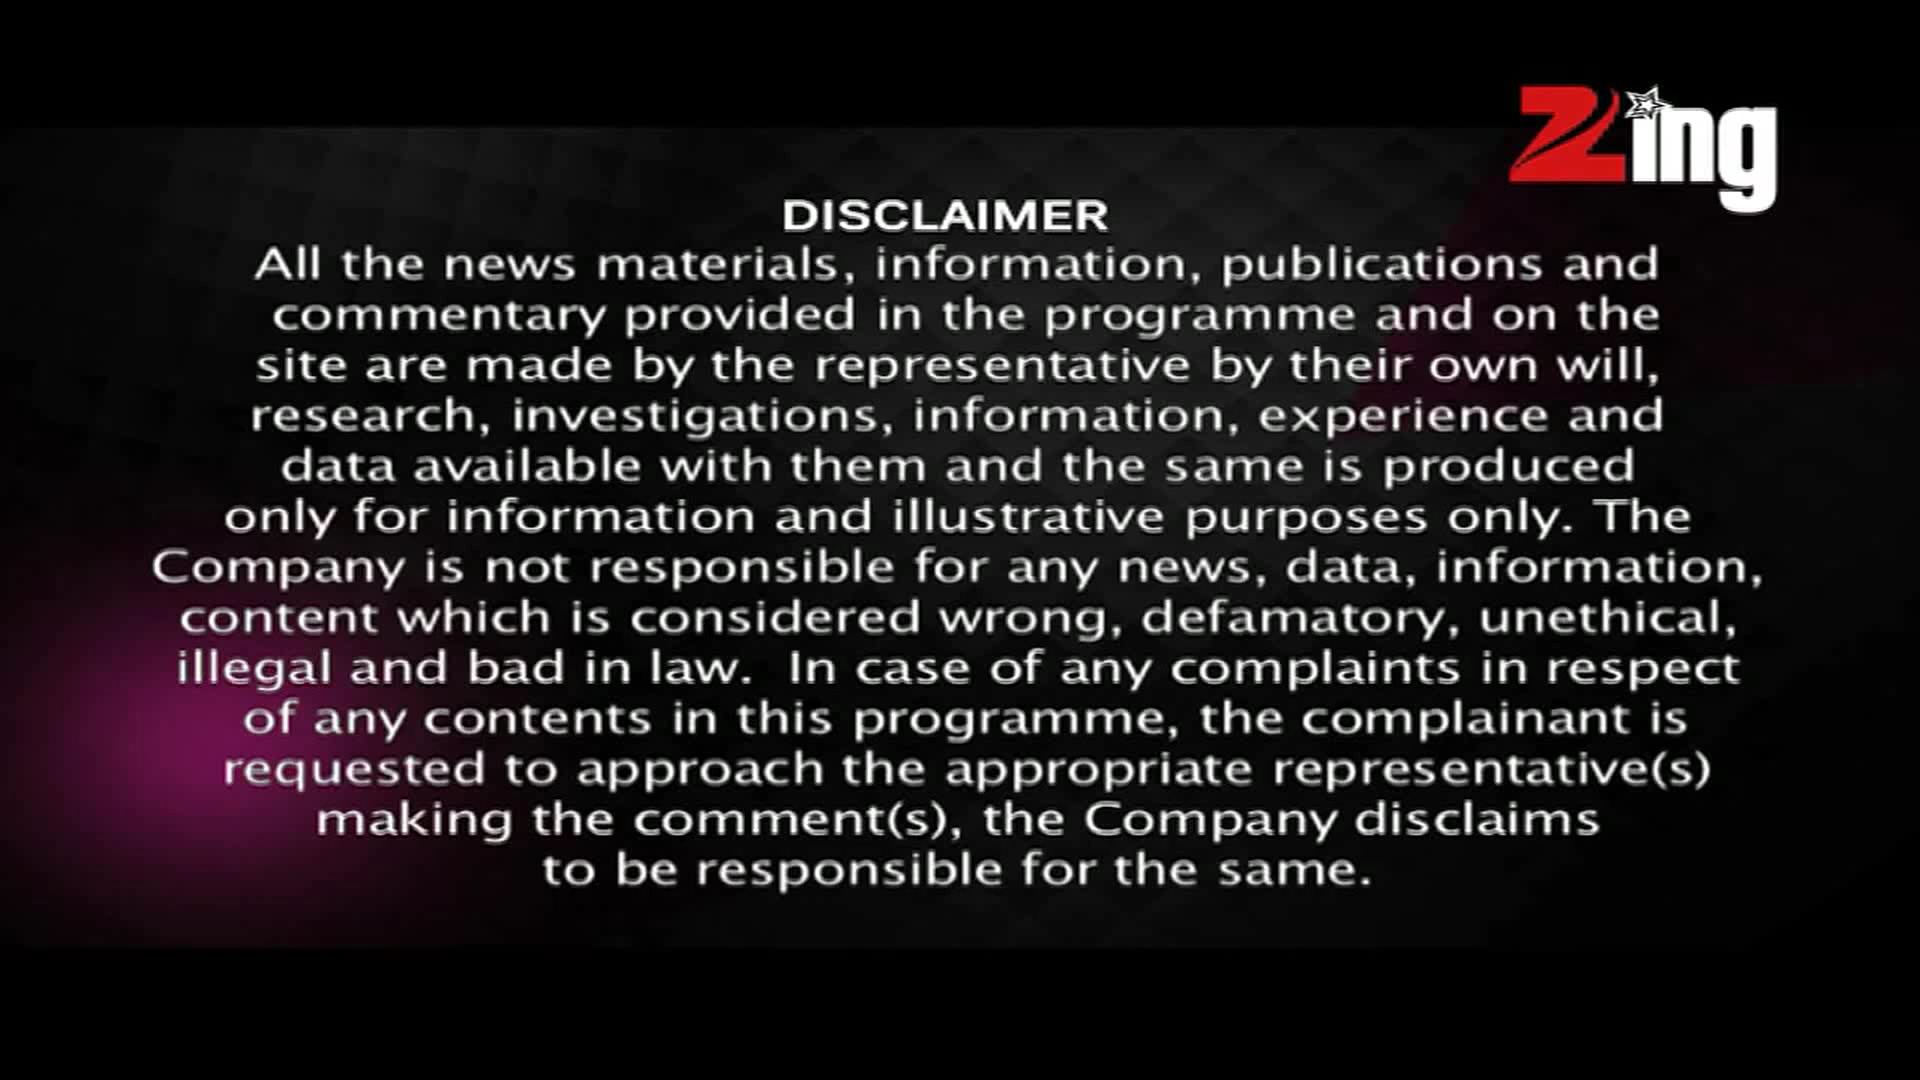 Zing
DISCLAIMER
All the news materials, information, publications and
commentary provided in the programme and on the
site are made by the representative by their own will,
research, investigations, information, experience and
data available with them and the same is produced
only for information and illustrative purposes only. The
Company is not responsible for any news, data, information,
content which is considered wrong, defamatory, unethical,
illegal and bad in law.  In case of any complaints in respect
of any contents in this programme, the complainant is
requested to approach the appropriate representative(s)
making the comment(s), the Company disclaims
to be responsible for the same.